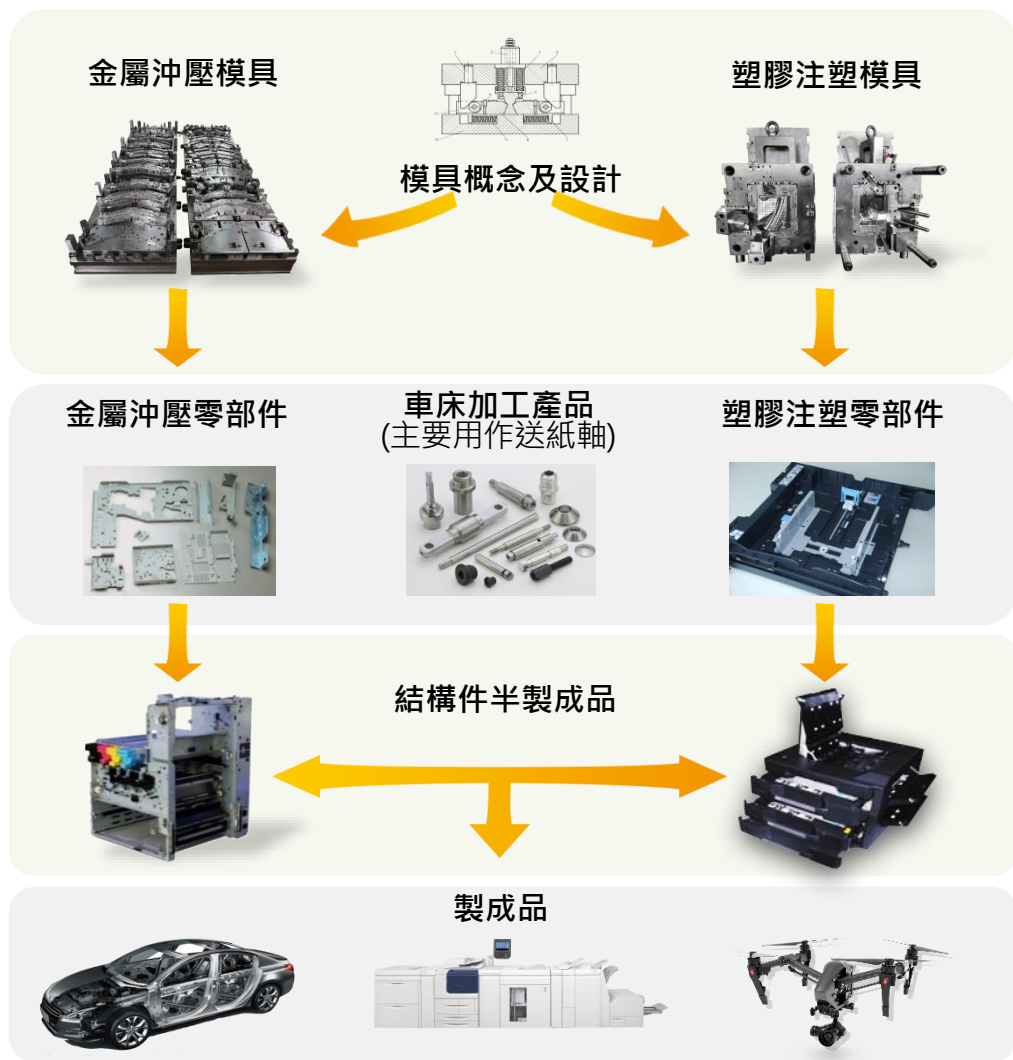 金屬沖壓模具
塑膠注塑模具
模具概念及設計
金屬沖壓零部件
車床加工產品
(主要用作送紙軸)
塑膠注塑零部件
結構件半製成品
製成品